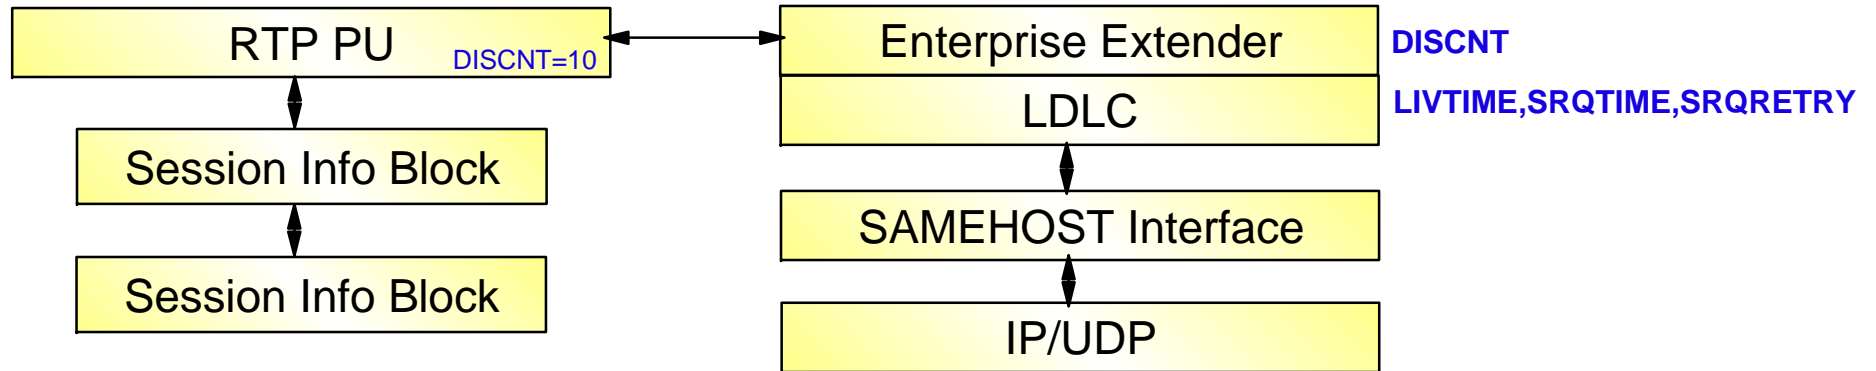 RTP PU
DISCNT=10
Session Info Block
Session Info Block
Enterprise Extender
DISCNT
LDLC
LIVTIME,SRQTIME,SRQRETRY
SAMEHOST Interface
IP/UDP